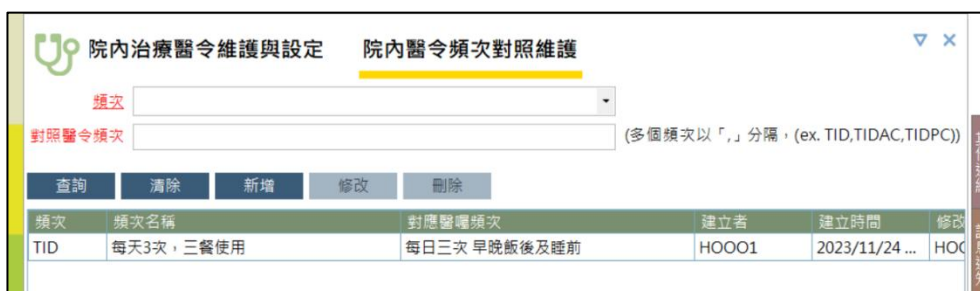 院內治療醫令維護與設定 院內醫令頻次對照維護
頻次
對照醫令頻次 (多個頻次以「,」分隔,(ex. TID,TIDAC,TIDPC))
查詢 清除 新增 修改 刪除
頻次 頻次名稱 對應醫囑頻次 建立者 建立時間 修改
TID 每天3次,三餐使用 每日三次 早晚飯後及睡前 HOOO1 2023/11/24 ... HOO